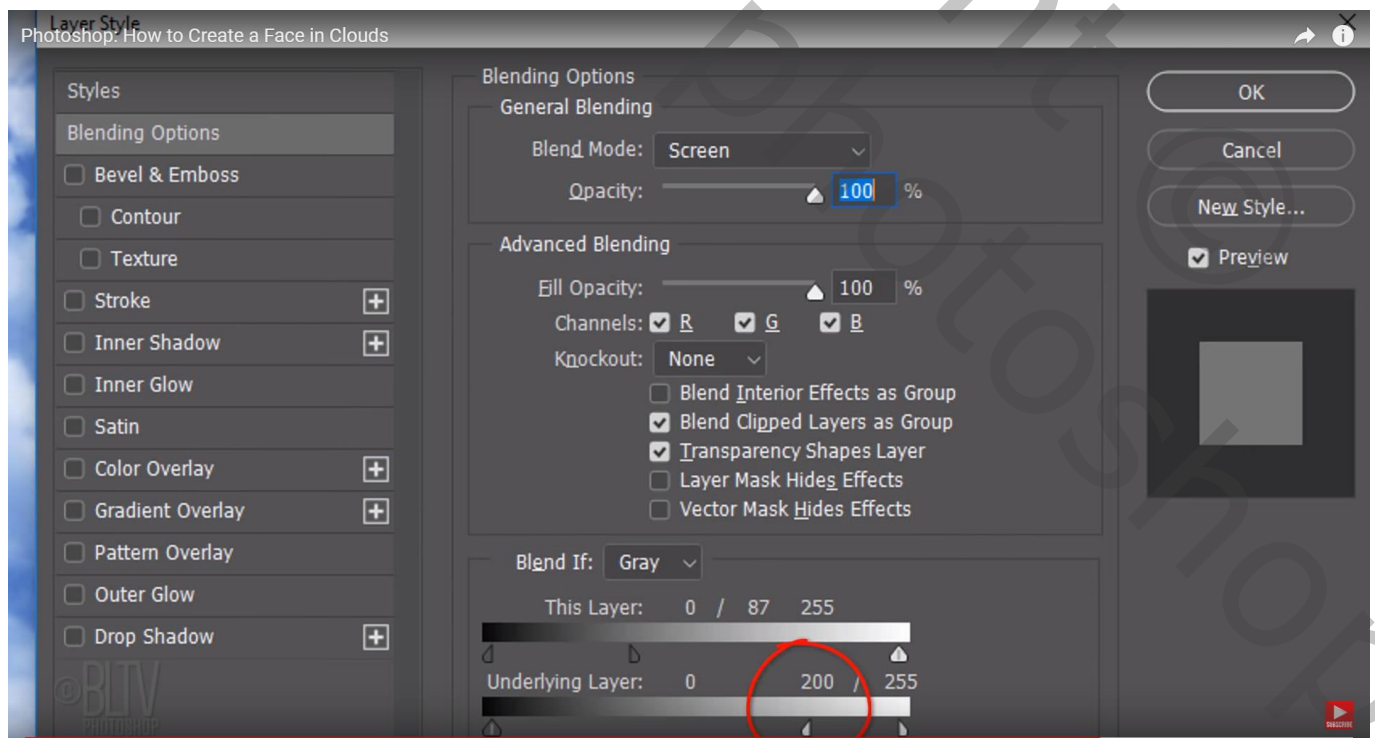 Layer Style
Photoshop: How to Create a Face in Clouds
Styles
Blending Options
Bevel & Emboss
Contour
Texture
Stroke
Inner Shadow
Inner Glow
Satin
Color Overlay
Gradient Overlay
Pattern Overlay
Outer Glow
Drop Shadow
©BLTV
PHOTOSHOP
Blending Options
General Blending
Blend Mode: Screen
Opacity: 100 %
Advanced Blending
Fill Opacity: 100 %
Channels: R G B
Knockout: None
Blend Interior Effects as Group
Blend Clipped Layers as Group
Transparency Shapes Layer
Layer Mask Hides Effects
Vector Mask Hides Effects
Blend If: Gray
This Layer: 0 / 87 255
Underlying Layer: 0 200 / 255
OK
Cancel
New Style...
Preview
SUBSCRIBE
photoshop
©